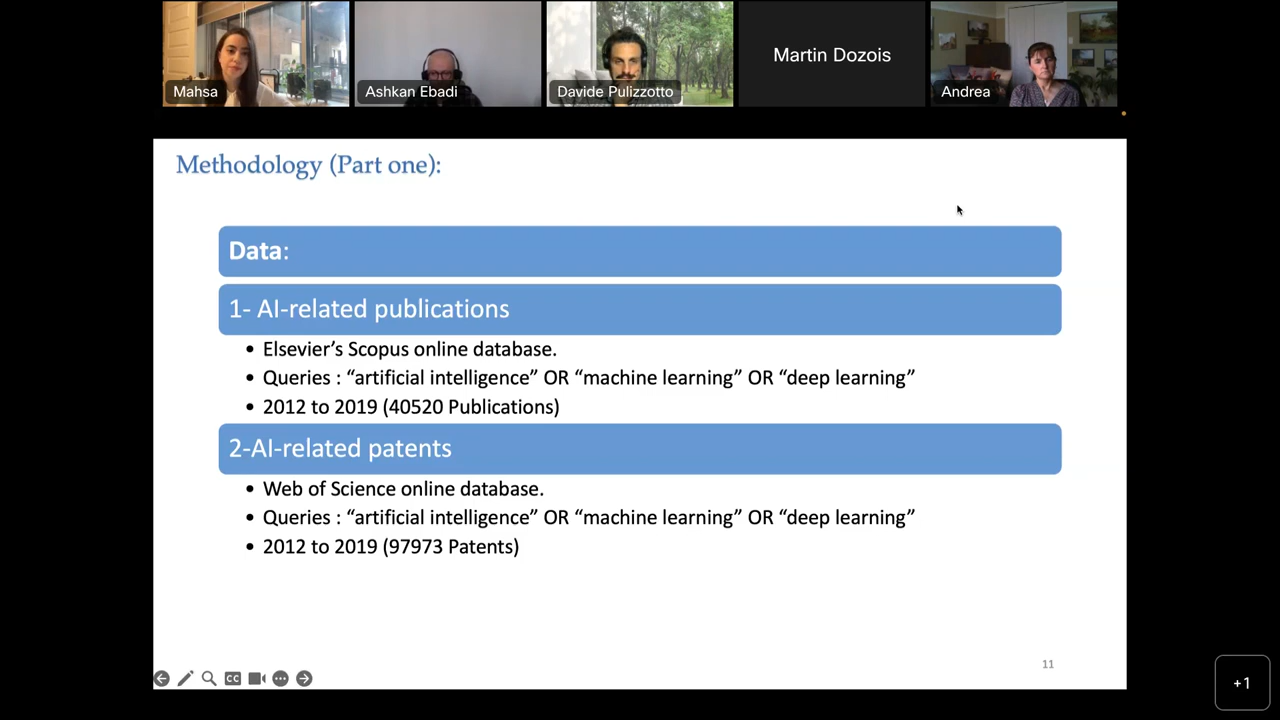 Mahsa
Ashkan Ebadi
Davide Pulizzotto
Martin Dozois
Andrea
Methodology (Part one):
Data:
1- AI-related publications
• Elsevier’s Scopus online database.
• Queries : “artificial intelligence” OR “machine learning” OR “deep learning”
• 2012 to 2019 (40520 Publications)
2-AI-related patents
• Web of Science online database.
• Queries : “artificial intelligence” OR “machine learning” OR “deep learning”
• 2012 to 2019 (97973 Patents)
11
CC
+1